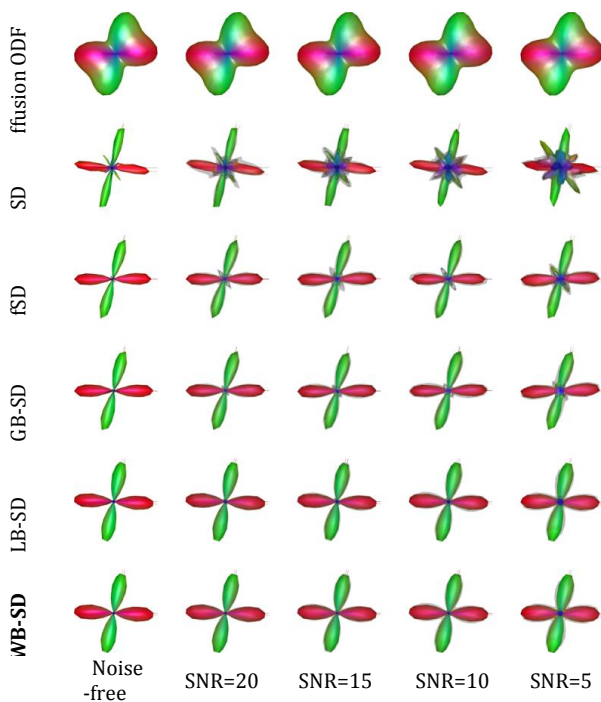 ffusion ODF
SD
fSD
GB-SD
LB-SD
WB-SD
Noise
-free
SNR=20
SNR=15
SNR=10
SNR=5